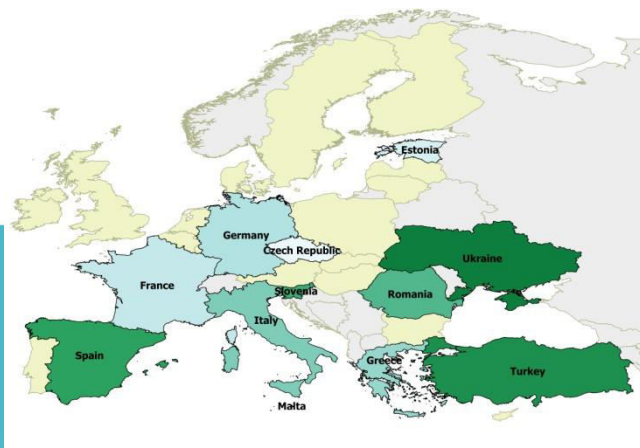 Estonia
Germany
Czech Republic
Ukraine
France
Slovenia
Romania
Italy
Spain
Greece
Turkey
Malta